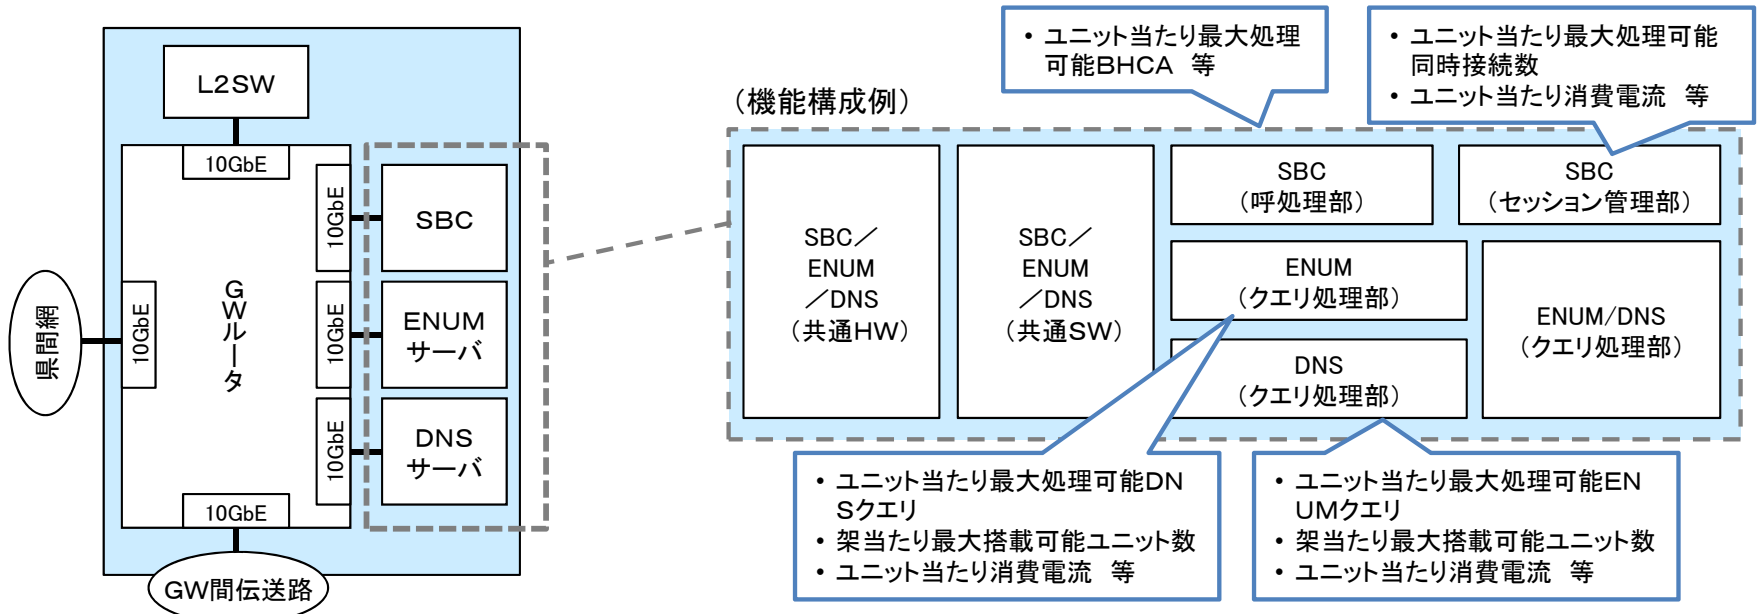 L2SW
10GbE
10GbE
SBC
GWルータ
10GbE
ENUM
サーバ
10GbE
県間網
10GbE
DNS
サーバ
10GbE
GW間伝送路
（機能構成例）
• ユニット当たり最大処理
可能BHCA　等
• ユニット当たり最大処理可能
同時接続数
• ユニット当たり消費電流　等
SBC／
ENUM
／DNS
（共通HW）
SBC／
ENUM
／DNS
（共通SW）
SBC
（呼処理部）
SBC
（セッション管理部）
ENUM
（クエリ処理部）
DNS
（クエリ処理部）
ENUM/DNS
（クエリ処理部）
• ユニット当たり最大処理可能DN
Sクエリ
• 架当たり最大搭載可能ユニット数
• ユニット当たり消費電流　等
• ユニット当たり最大処理可能EN
UMクエリ
• 架当たり最大搭載可能ユニット数
• ユニット当たり消費電流　等